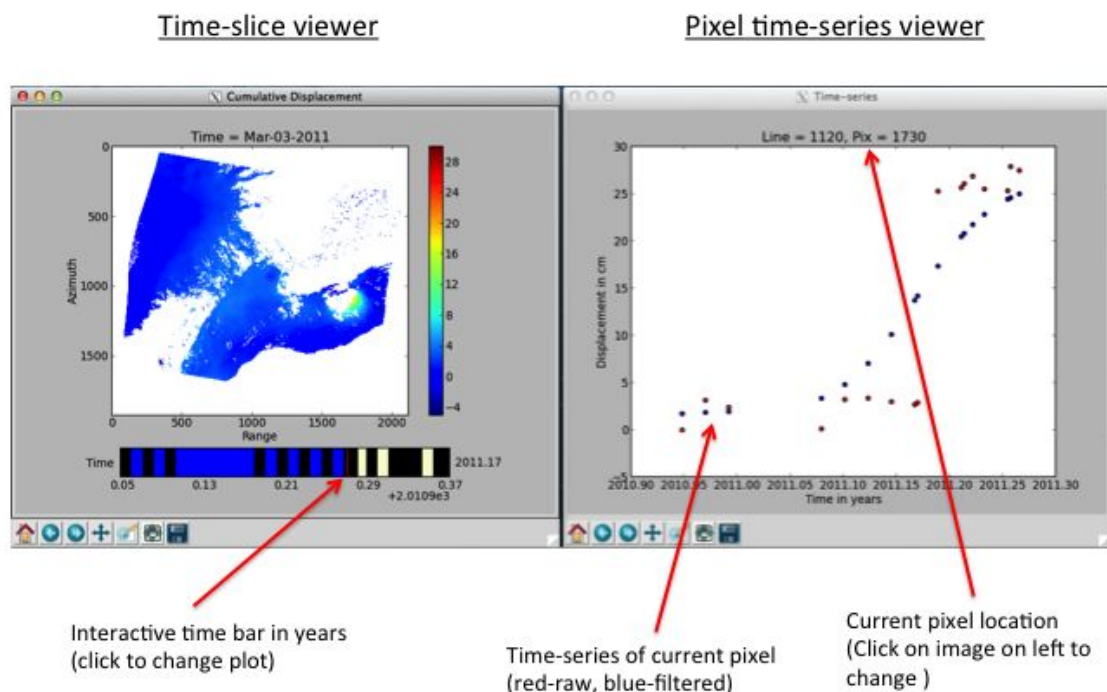 Time-slice viewer
Pixel time-series viewer
Cumulative Displacement
Time = Mar-03-2011
0
500
1000
1500
Azimuth
0
500
1000
1500
2000
Range
28
24
20
16
12
8
4
0
−4
Time
2011.17
0.05
0.13
0.21
0.29
0.37
+2.0109e3
Time-series
Line = 1120, Pix = 1730
30
25
20
15
10
5
0
−5
Displacement in cm
2010.90
2010.95
2011.00
2011.05
2011.10
2011.15
2011.20
2011.25
2011.30
Time in years
Interactive time bar in years
(click to change plot)
Time-series of current pixel
(red-raw, blue-filtered)
Current pixel location
(Click on image on left to
change )